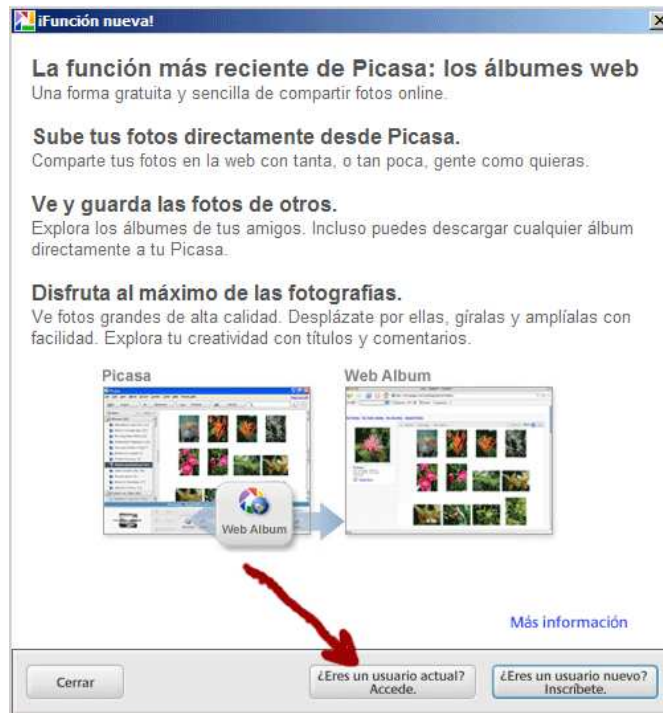 ¡Función nueva!
La función más reciente de Picasa: los álbumes web
Una forma gratuita y sencilla de compartir fotos online.
Sube tus fotos directamente desde Picasa.
Comparte tus fotos en la web con tanta, o tan poca, gente como quieras.
Ve y guarda las fotos de otros.
Explora los álbumes de tus amigos. Incluso puedes descargar cualquier álbum
directamente a tu Picasa.
Disfruta al máximo de las fotografías.
Ve fotos grandes de alta calidad. Desplázate por ellas, gíralas y amplíalas con
facilidad. Explora tu creatividad con títulos y comentarios.
Picasa
Web Album
Web Album
Más información
Cerrar
¿Eres un usuario actual?
Accede.
¿Eres un usuario nuevo?
Inscríbete.